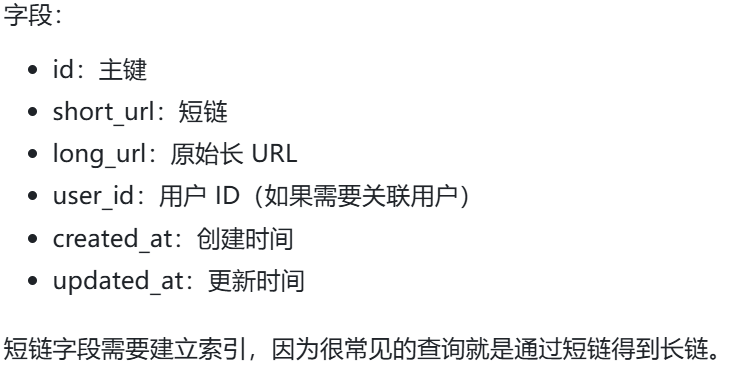 字段：
• id：主键
• short_url：短链
• long_url：原始长 URL
• user_id：用户 ID（如果需要关联用户）
• created_at：创建时间
• updated_at：更新时间
短链字段需要建立索引，因为很常见的查询就是通过短链得到长链。